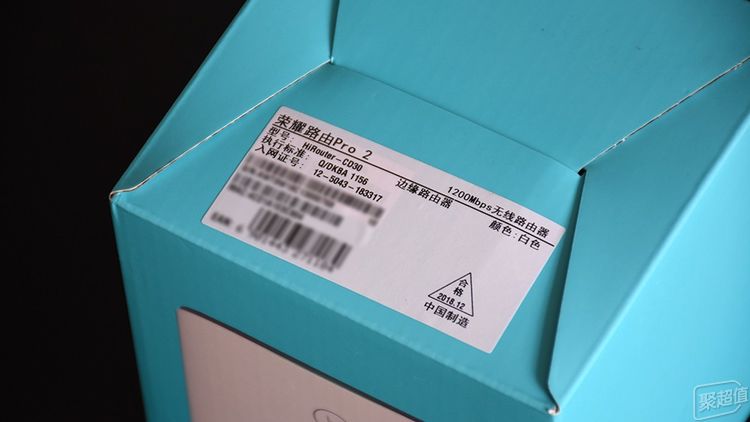 荣耀路由Pro 2
1200Mbps无线路由器
型号: HiRouter-CD30
边缘路由器
颜色:白色
执行标准: Q/DKBA 1156
入网证号: 12-5043-183317
合格
2018.12
中国制造
聚超值